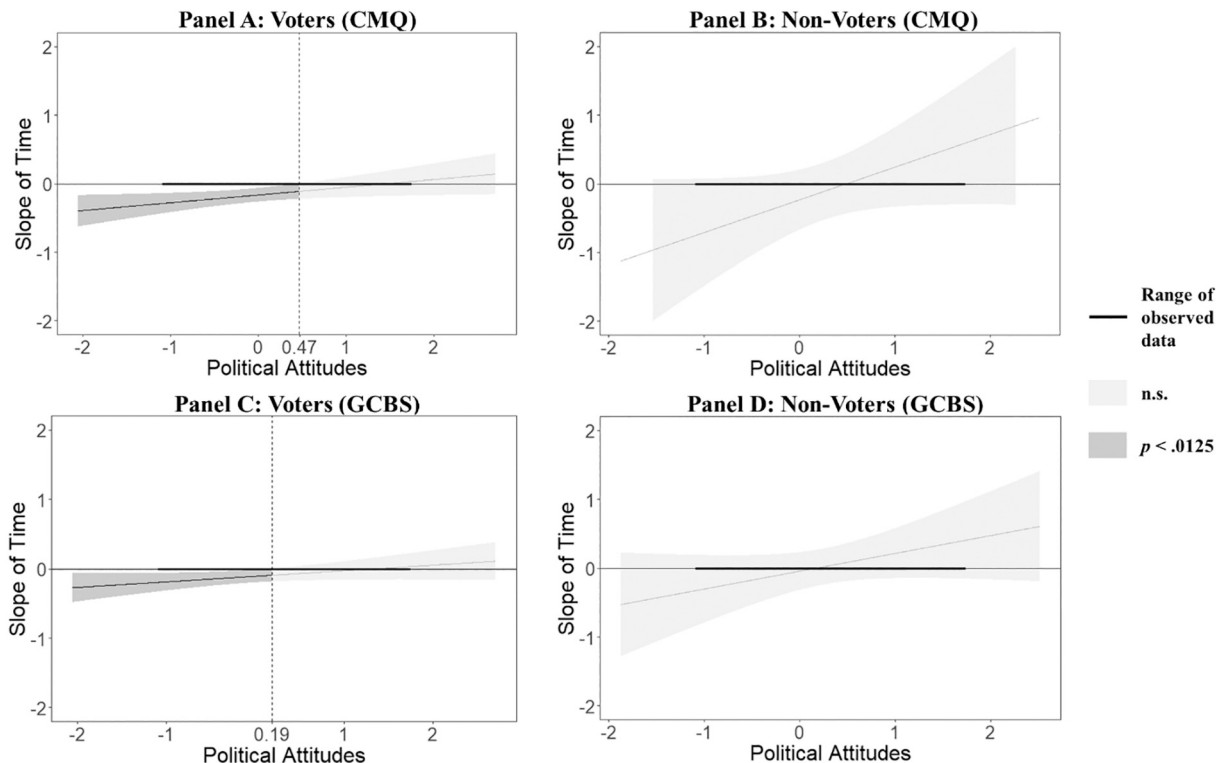 Panel A: Voters (CMQ)
2
1
0
-1
-2
Slope of Time
-2
-1
0
0.47
1
2
Political Attitudes
Panel B: Non-Voters (CMQ)
2
1
0
-1
-2
Slope of Time
-2
-1
0
1
2
Political Attitudes
Panel C: Voters (GCBS)
2
1
0
-1
-2
Slope of Time
-2
-1
0.19
1
2
Political Attitudes
Panel D: Non-Voters (GCBS)
2
1
0
-1
-2
Slope of Time
-2
-1
0
1
2
Political Attitudes
Range of
observed
data
n.s.
p < .0125